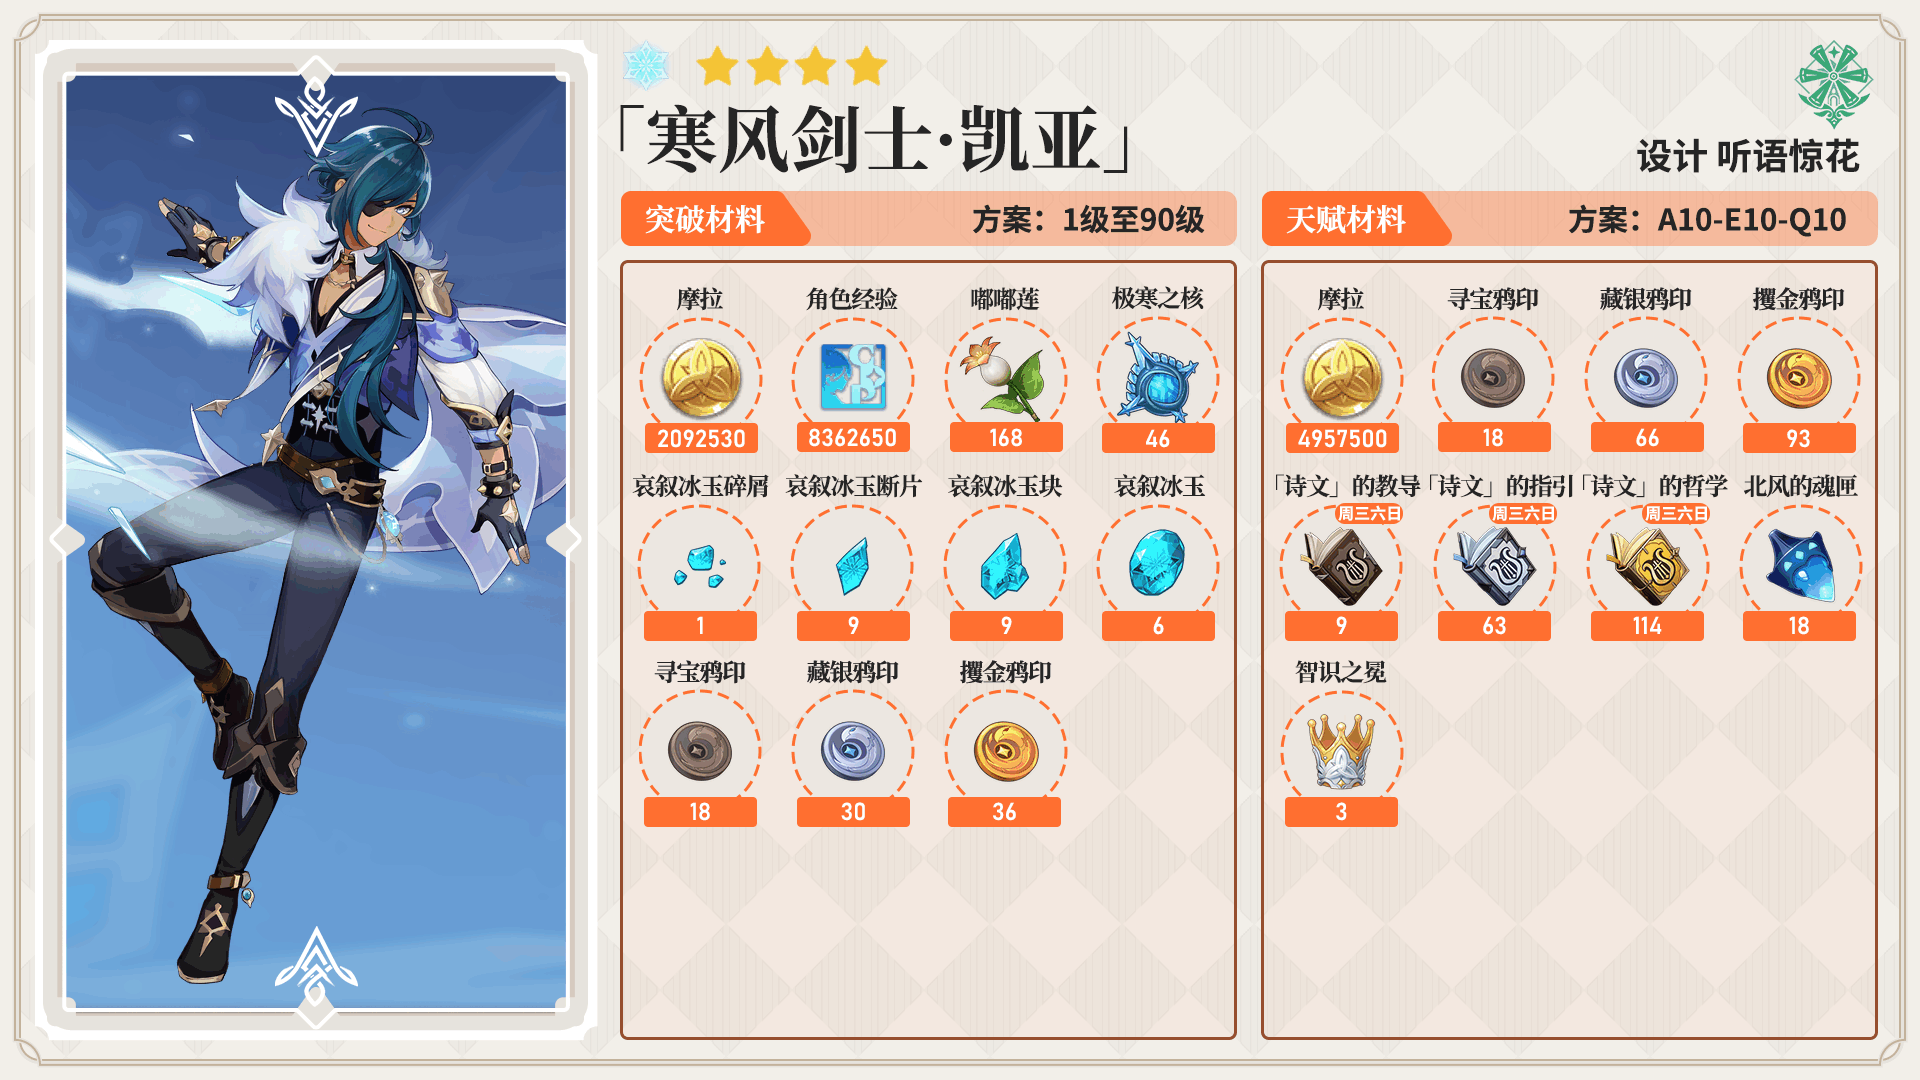 「寒风剑士·凯亚」
设计 听语惊花
突破材料 方案：1级至90级
摩拉 角色经验 嘟嘟莲 极寒之核
2092530 8362650 168 46
哀叙冰玉碎屑 哀叙冰玉断片 哀叙冰玉块 哀叙冰玉
1 9 9 6
寻宝鸦印 藏银鸦印 攫金鸦印
18 30 36
天赋材料 方案：A10-E10-Q10
摩拉 寻宝鸦印 藏银鸦印 攫金鸦印
4957500 18 66 93
「诗文」的教导 「诗文」的指引 「诗文」的哲学 北风的魂匣
周三六日 周三六日 周三六日
9 63 114 18
智识之冕
3